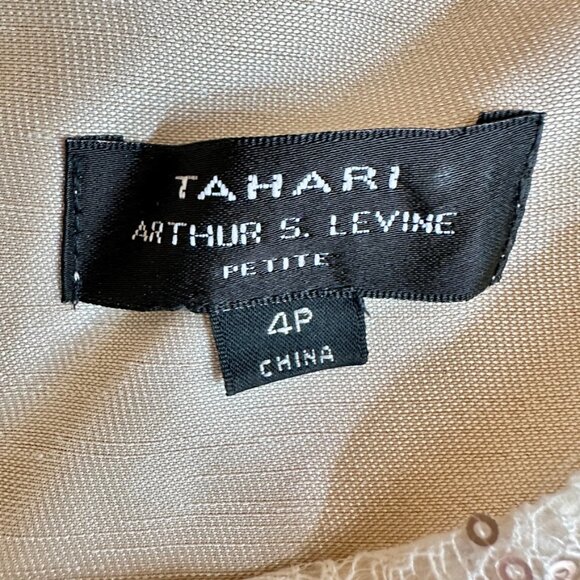 TAHARI
ARTHUR S. LEVINE
PETITE
4P
CHINA